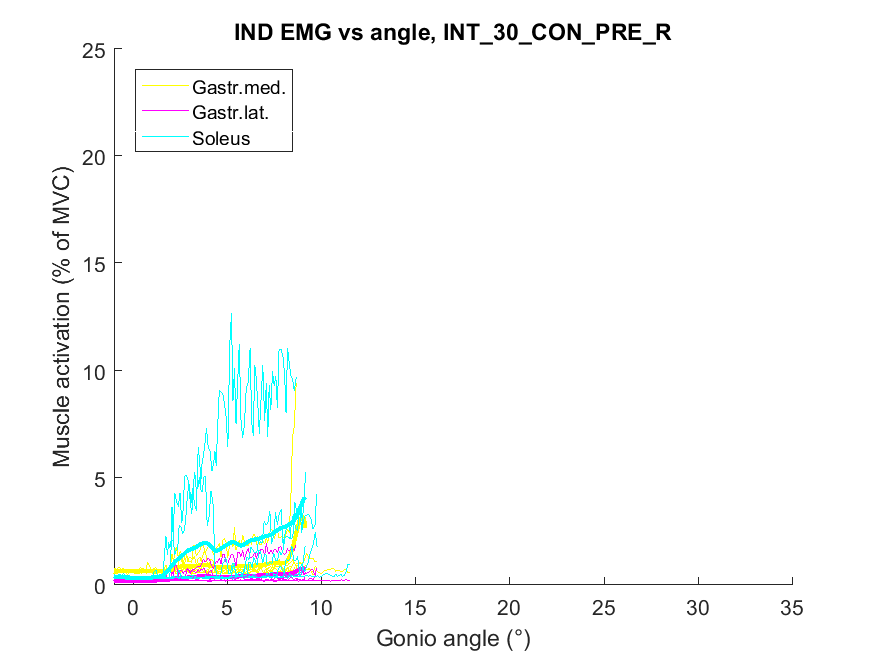 IND EMG vs angle, INT_30_CON_PRE_R
25
20
15
10
5
0
Muscle activation (% of MVC)
Gastr.med.
Gastr.lat.
Soleus
0 5 10 15 20 25 30 35
Gonio angle (°)